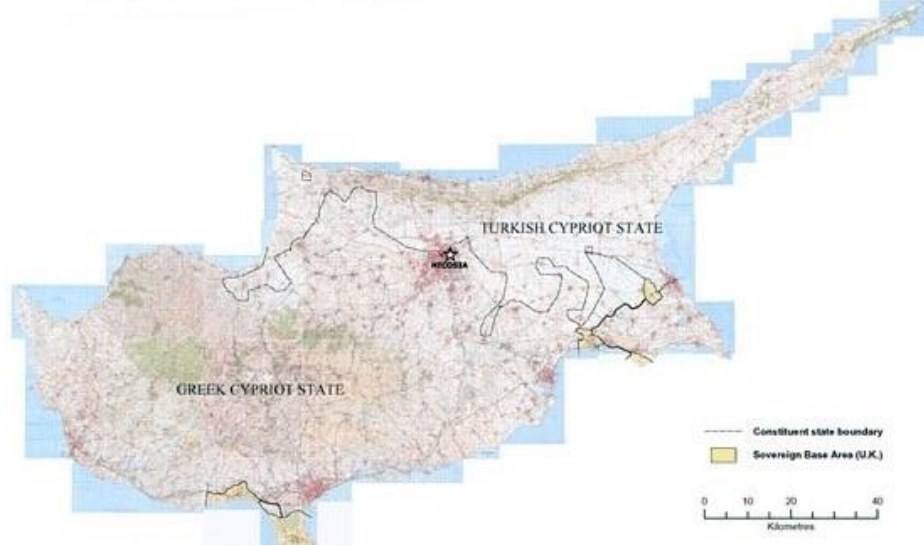 TURKISH CYPRIOT STATE
NICOSIA
GREEK CYPRIOT STATE
Constituent state boundary
Sovereign Base Area (U.K.)
0 10 20 40
Kilometres